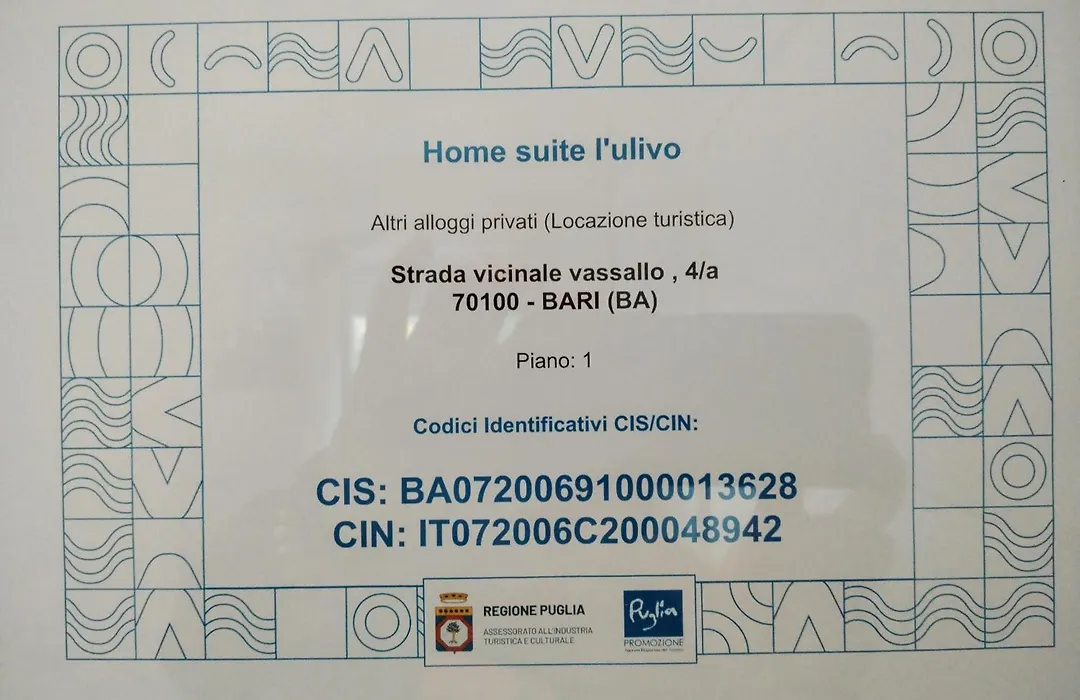 Home suite l'ulivo
Altri alloggi privati (Locazione turistica)
Strada vicinale vassallo , 4/a
70100 - BARI (BA)
Piano: 1
Codici Identificativi CIS/CIN:
CIS: BA07200691000013628
CIN: IT072006C200048942
REGIONE PUGLIA
ASSESSORATO ALL'INDUSTRIA
TURISTICA E CULTURALE
Puglia
PROMOZIONE